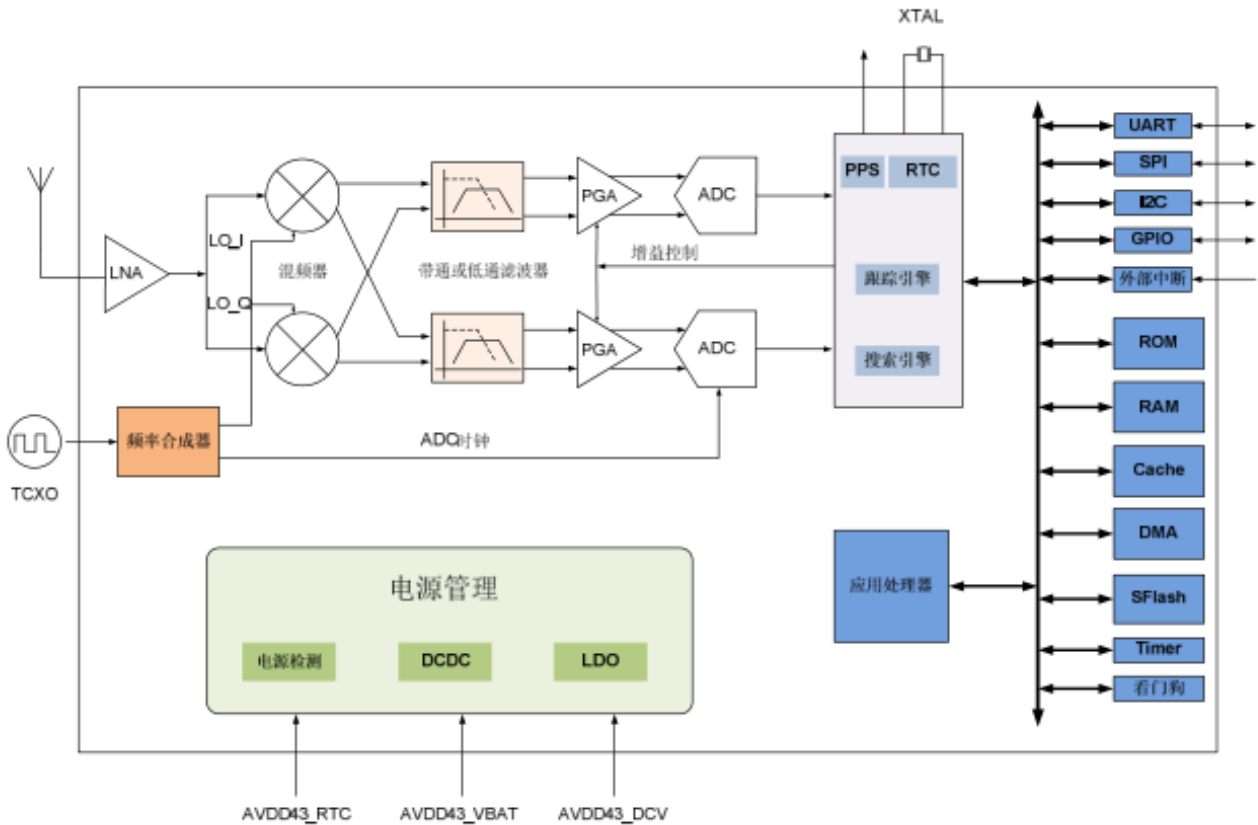 XTAL
UART
SPI
I2C
GPIO
外部中断
PPS
RTC
PGA
ADC
LO_I
LNA
混频器
带通或低通滤波器
增益控制
跟踪引擎
LO_Q
PGA
ADC
搜索引擎
ROM
RAM
频率合成器
ADC时钟
TCXO
Cache
DMA
应用处理器
SFlash
Timer
看门狗
电源管理
电源检测
DCDC
LDO
AVDD43_RTC
AVDD43_VBAT
AVDD43_DCV